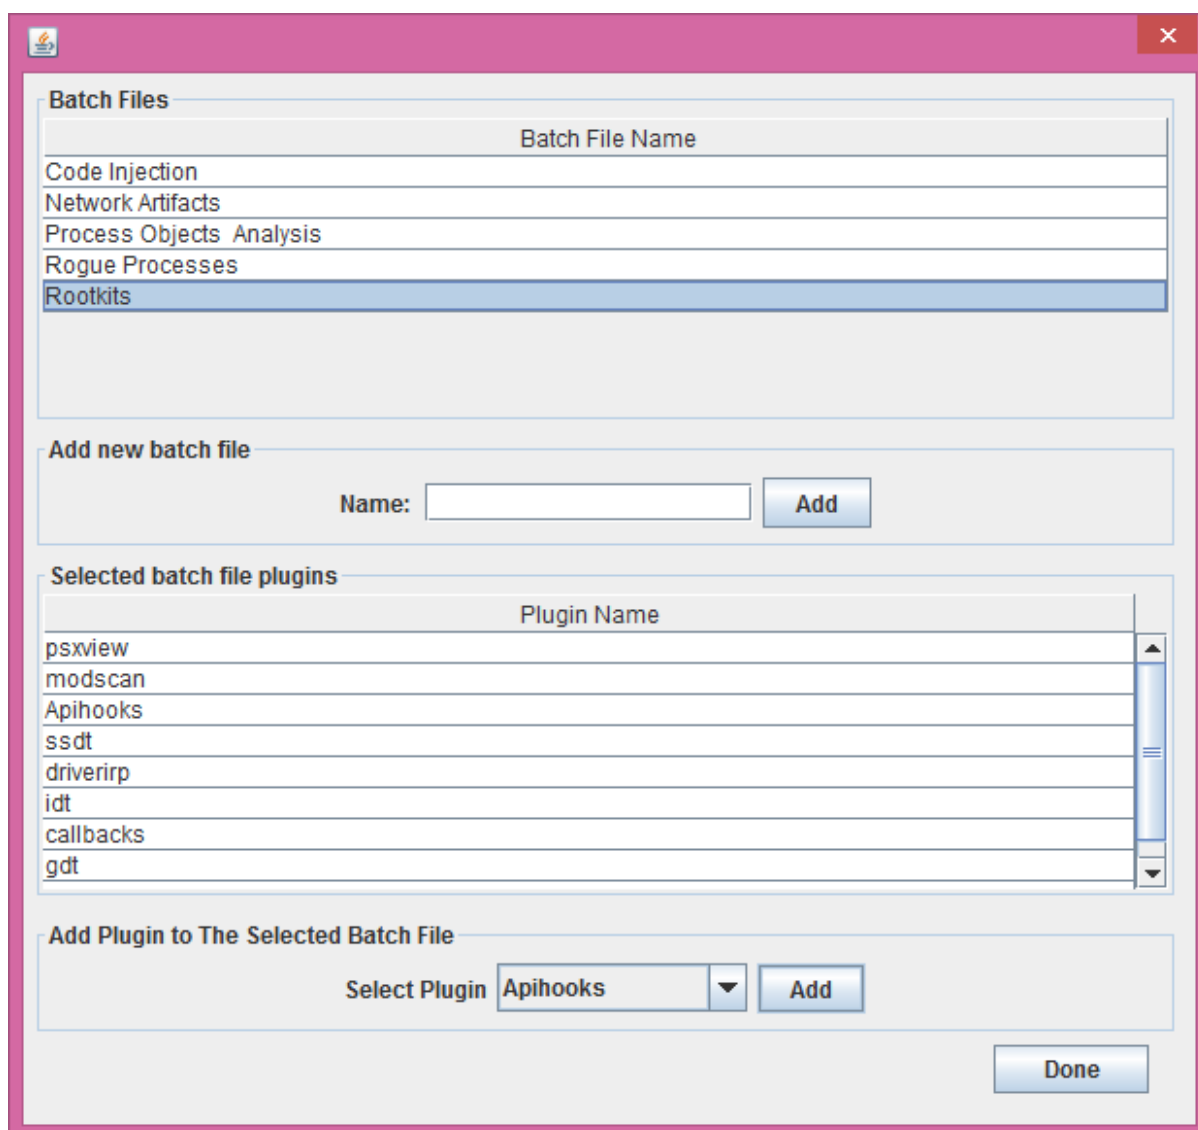 Batch Files
Batch File Name
Code Injection
Network Artifacts
Process Objects  Analysis
Rogue Processes
Rootkits
Add new batch file
Name: Add
Selected batch file plugins
Plugin Name
psxview
modscan
Apihooks
ssdt
driverirp
idt
callbacks
gdt
Add Plugin to The Selected Batch File
Select Plugin Apihooks Add
Done